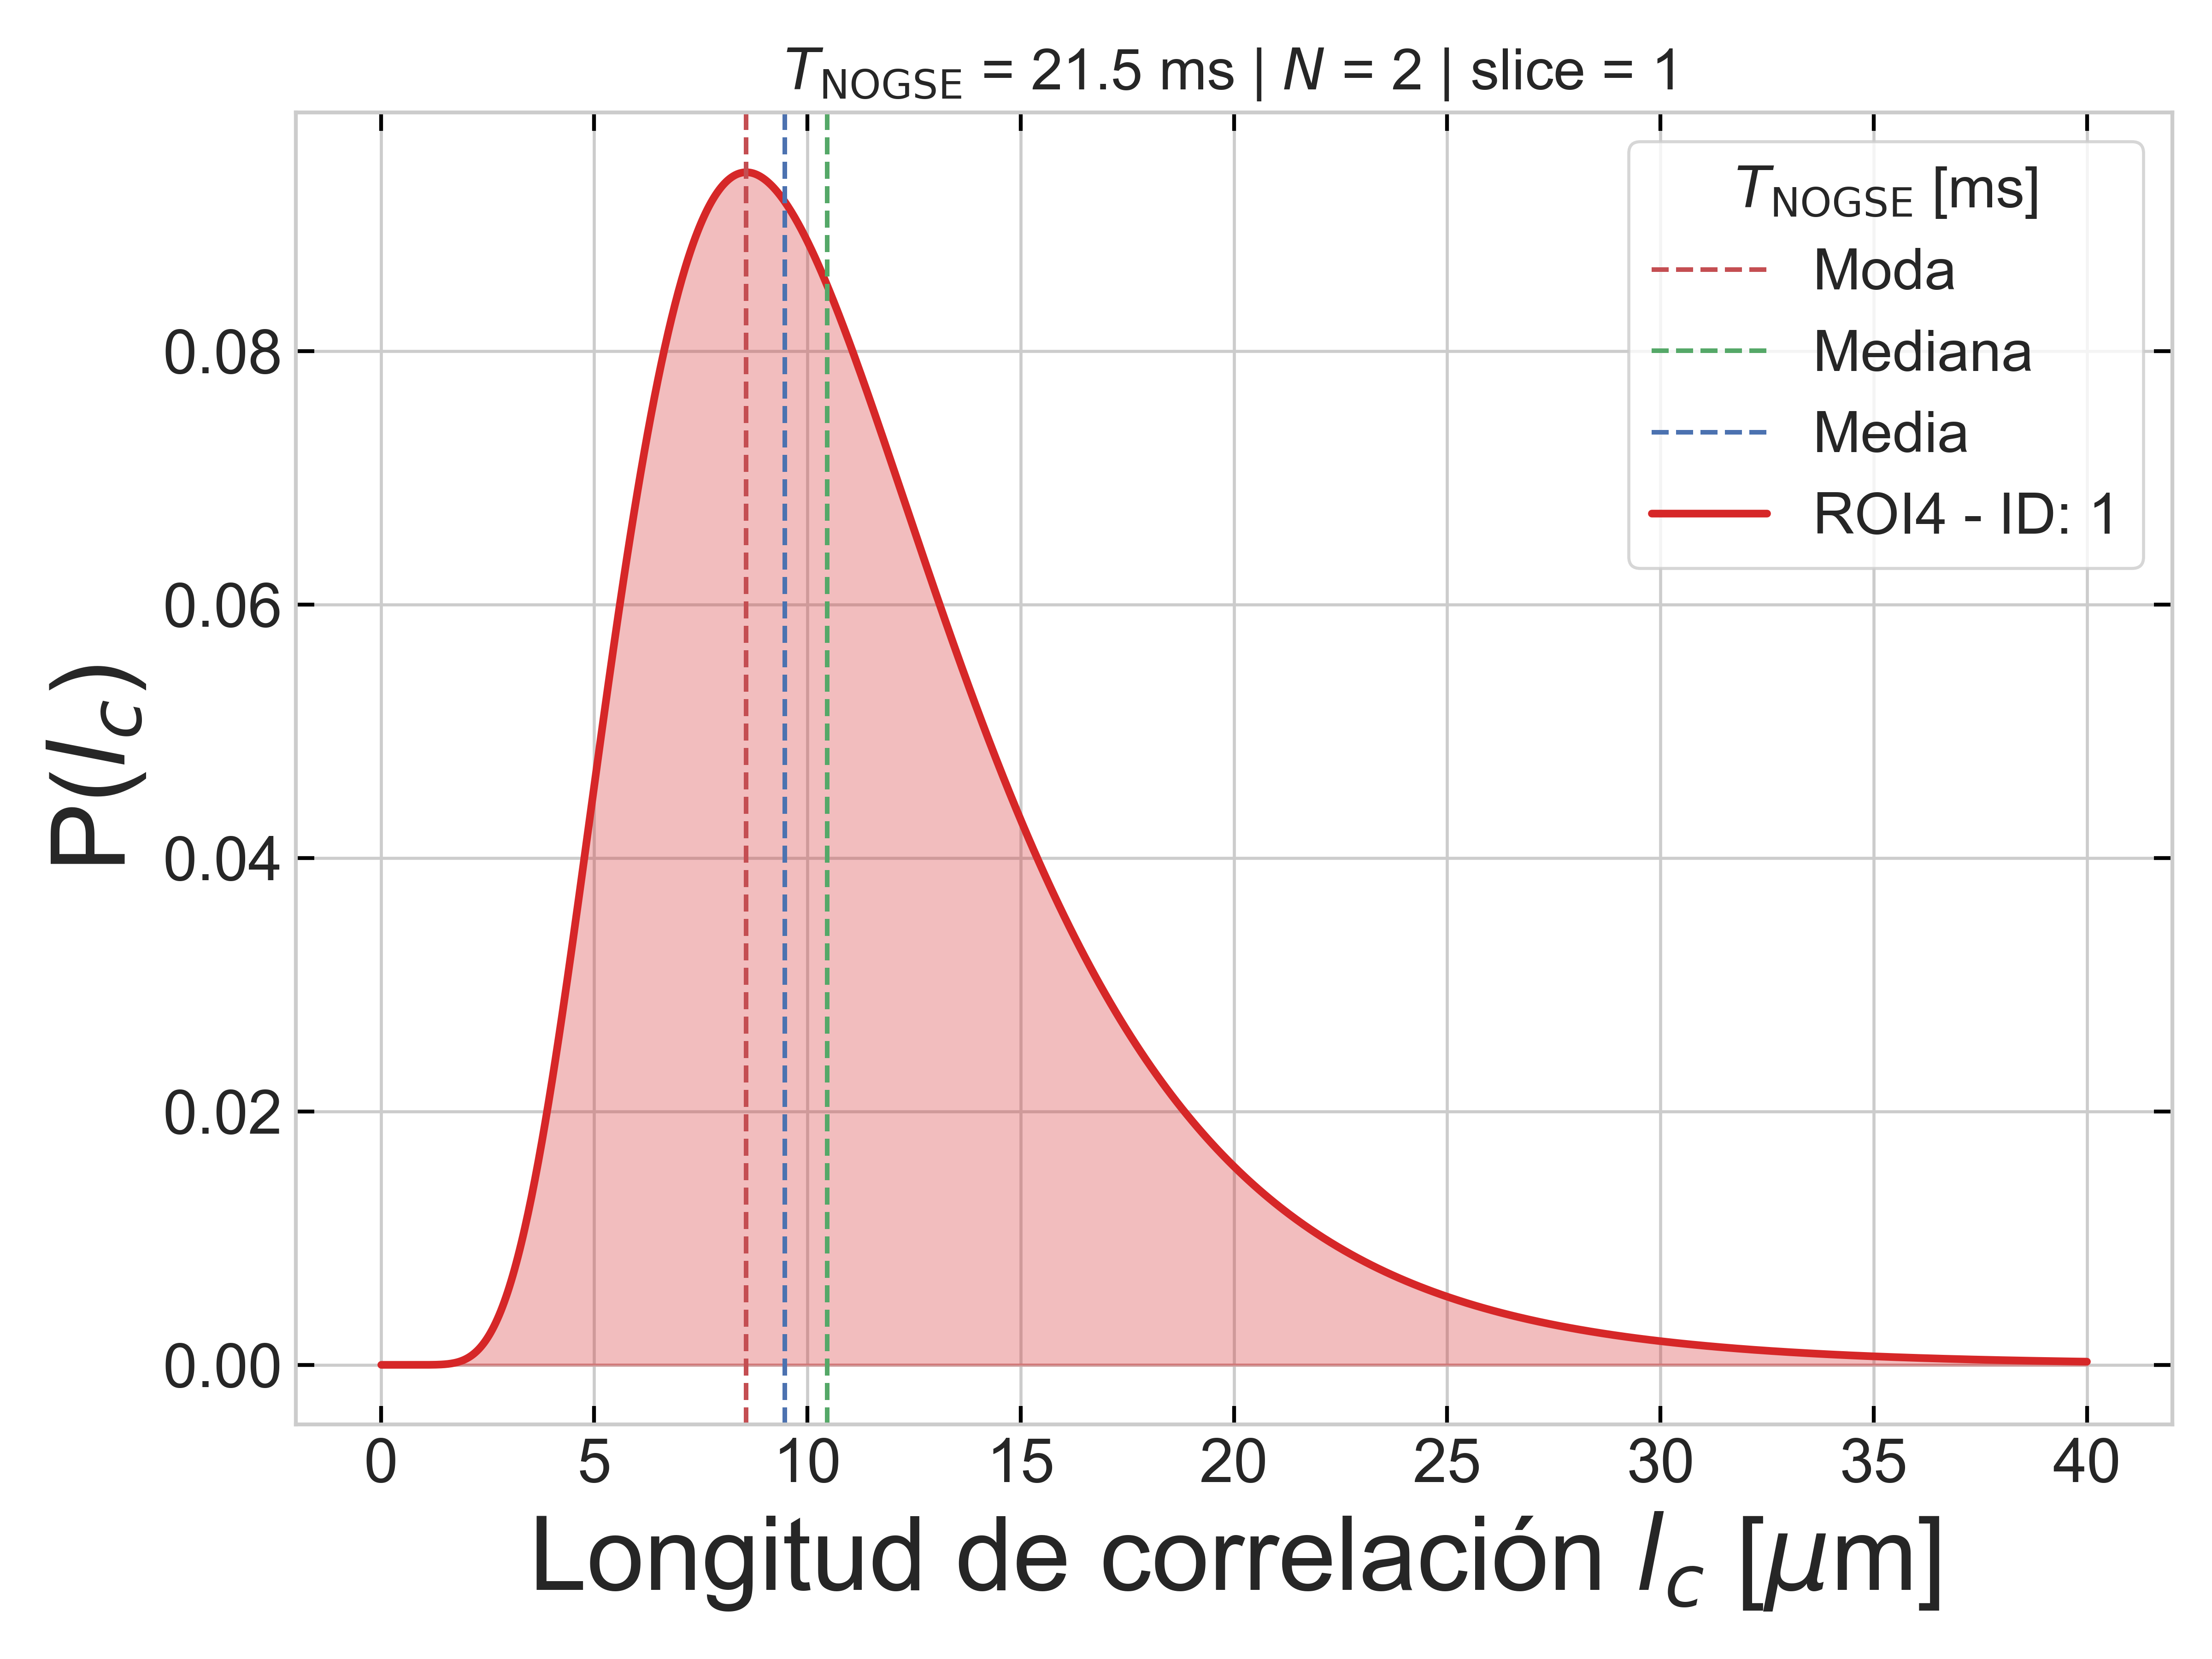 T_NOGSE = 21.5 ms | N = 2 | slice = 1
T_NOGSE [ms]
Moda
Mediana
Media
ROI4 - ID: 1
P(l_c)
0.08
0.06
0.04
0.02
0.00
0 5 10 15 20 25 30 35 40
Longitud de correlación l_c [μm]